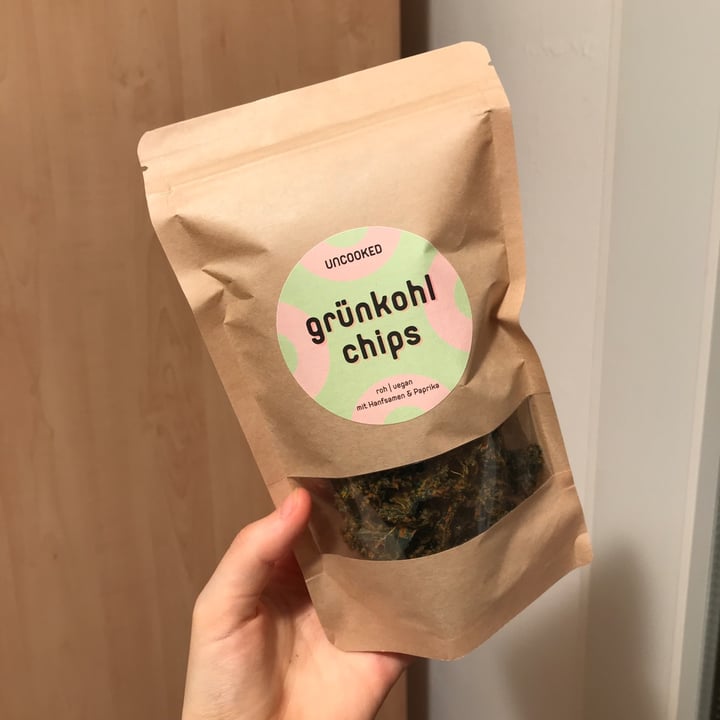 UNCOOKED
grünkohl
chips
roh | vegan
mit Hanfsamen & Paprika